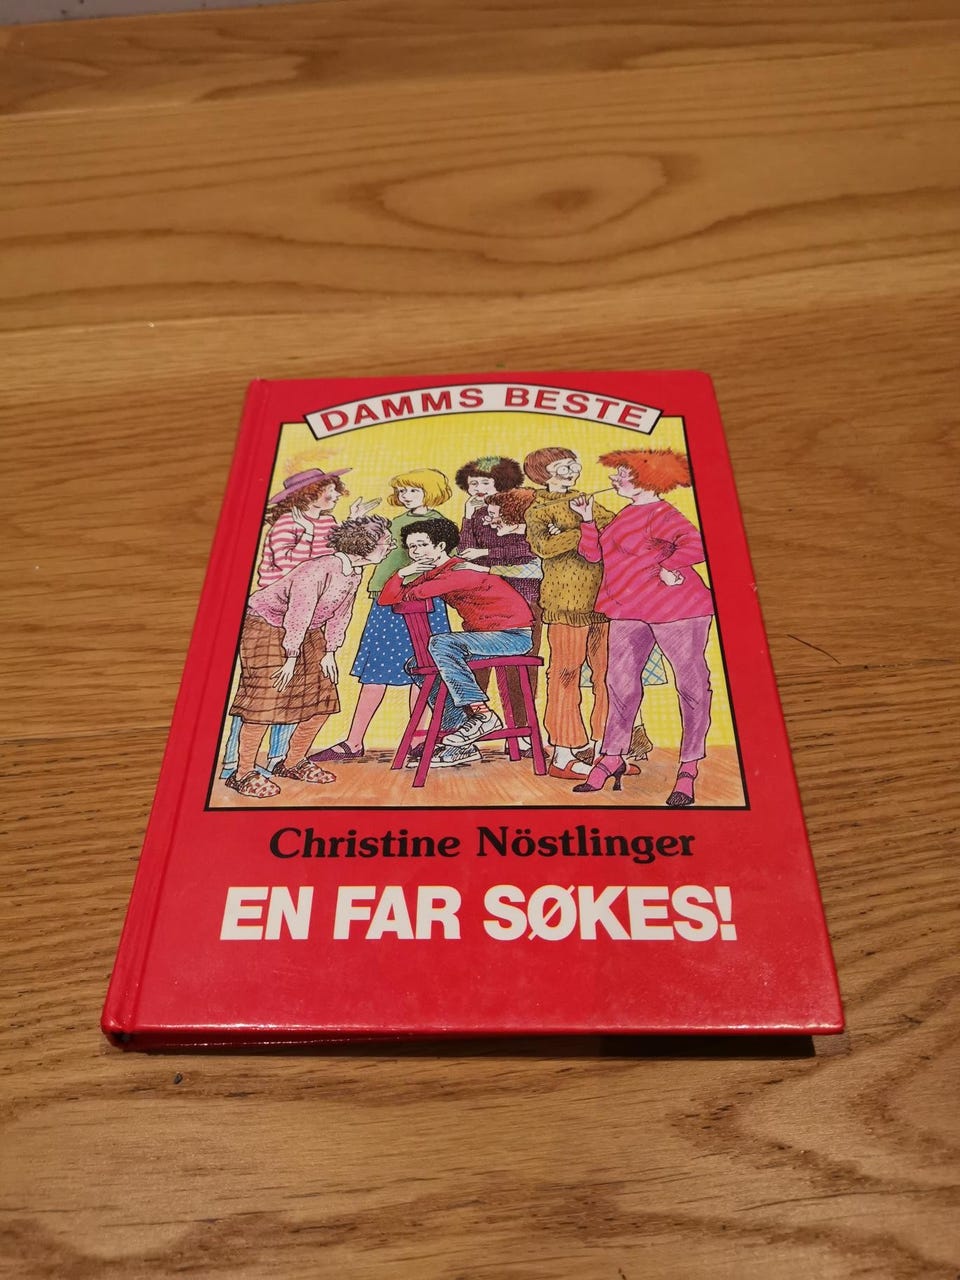 DAMMS BESTE
Christine Nöstlinger
EN FAR SØKES!